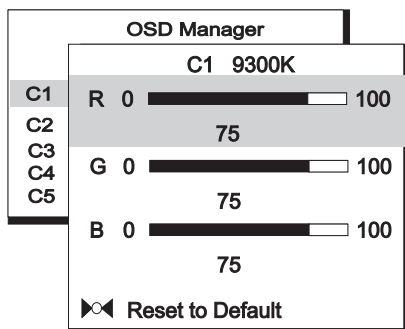 OSD Manager
C1 9300K
C1
C2
C3
C4
C5
R 0 100
75
G 0 100
75
B 0 100
75
Reset to Default